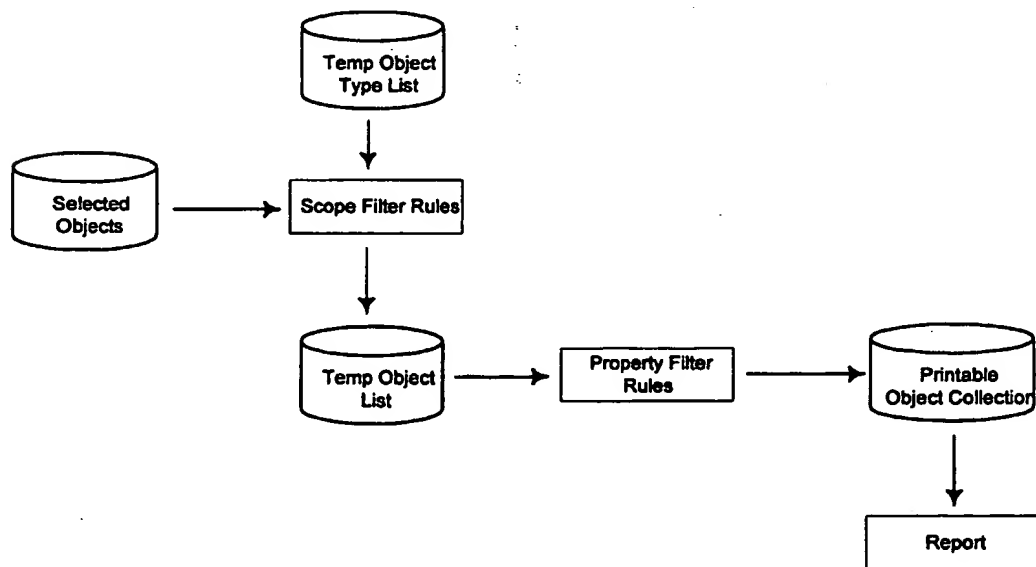 Temp Object
Type List
Selected
Objects
Scope Filter Rules
Temp Object
List
Property Filter
Rules
Printable
Object Collection
Report